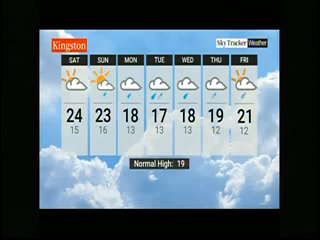 Kingston
SkyTracker Weather
SAT SUN MON TUE WED THU FRI
24 23 18 17 18 19 21
15 16 13 13 13 13 12
Normal High: 19